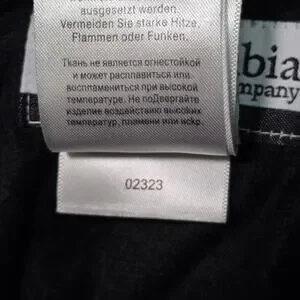 ausgesetzt werden.
Vermeiden Sie starke Hitze,
Flammen oder Funken.
Ткань не является огнестойкой
и может расплавиться или
воспламениться при высокой
температуре. Не подвергайте
изделие воздействию высоких
температур, пламени или искр.
bia
mpany
02323